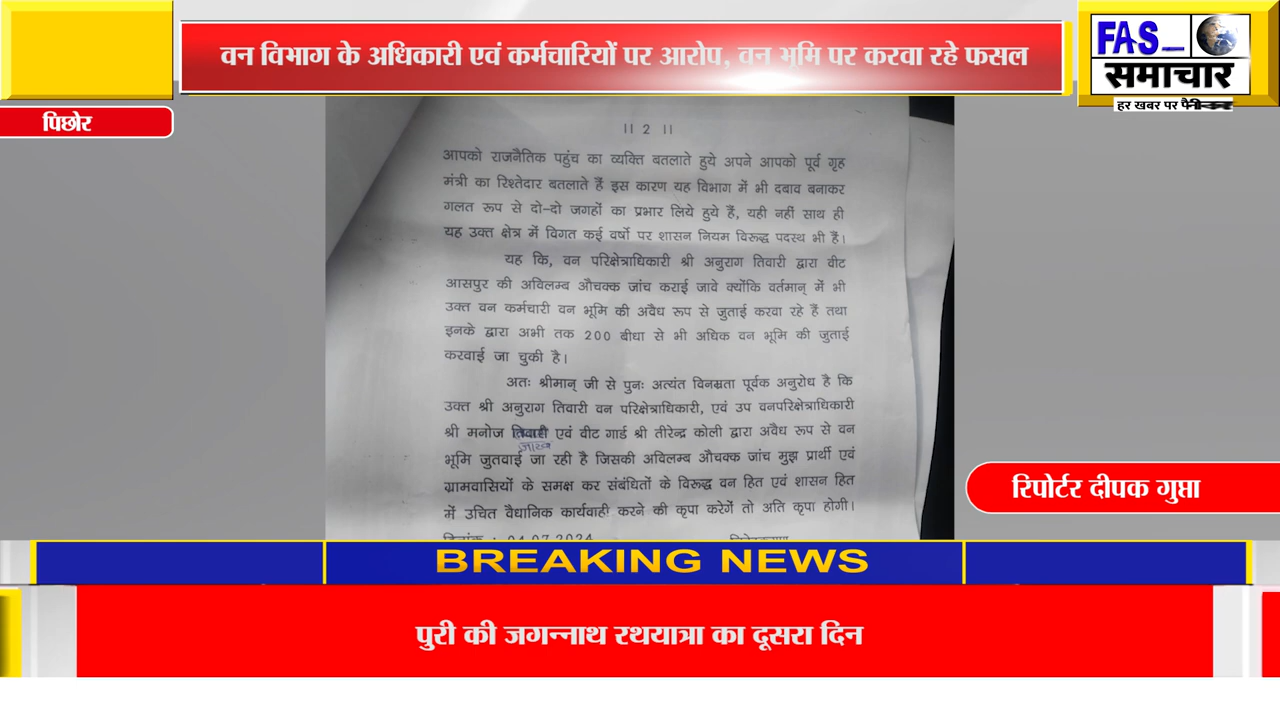 वन विभाग के अधिकारी एवं कर्मचारियों पर आरोप, वन भूमि पर करवा रहे फसल
FAS_
समाचार
हर खबर पर
पिछोर
।। 2 ।।
आपको राजनैतिक पहुंच का व्यक्ति बतलाते हुये अपने आपको पूर्व गृह
मंत्री का रिश्तेदार बतलाते हैं इस कारण यह विभाग में भी दबाव बनाकर
गलत रूप से दो-दो जगहों का प्रभार लिये हुये हैं, यही नहीं साथ ही
यह उक्त क्षेत्र में विगत कई वर्षो पर शासन नियम विरूद्ध पदस्थ भी हैं।
यह कि, वन परिक्षेत्राधिकारी श्री अनुराग तिवारी द्वारा वीट
आसपुर की अविलम्ब औचक्क जांच कराई जावे क्योंकि वर्तमान् में भी
उक्त वन कर्मचारी वन भूमि की अवैध रूप से जुताई करवा रहे हैं तथा
इनके द्वारा अभी तक 200 बीघा से भी अधिक वन भूमि की जुताई
करवाई जा चुकी है।
अतः श्रीमान् जी से पुनः अत्यंत विनम्रता पूर्वक अनुरोध है कि
उक्त श्री अनुराग तिवारी वन परिक्षेत्राधिकारी, एवं उप वनपरिक्षेत्राधिकारी
श्री मनोज तिवारी एवं वीट गार्ड श्री तीरेन्द्र कोली द्वारा अवैध रूप से वन
भूमि जुतवाई जा रही है जिसकी अविलम्ब औचक्क जांच मुझ प्रार्थी एवं
ग्रामवासियों के समक्ष कर संबंधितों के विरूद्ध वन हित एवं शासन हित
में उचित वैधानिक कार्यवाही करने की कृपा करेगें तो अति कृपा होगी।
रिपोर्टर दीपक गुप्ता
BREAKING NEWS
पुरी की जगन्नाथ रथयात्रा का दूसरा दिन